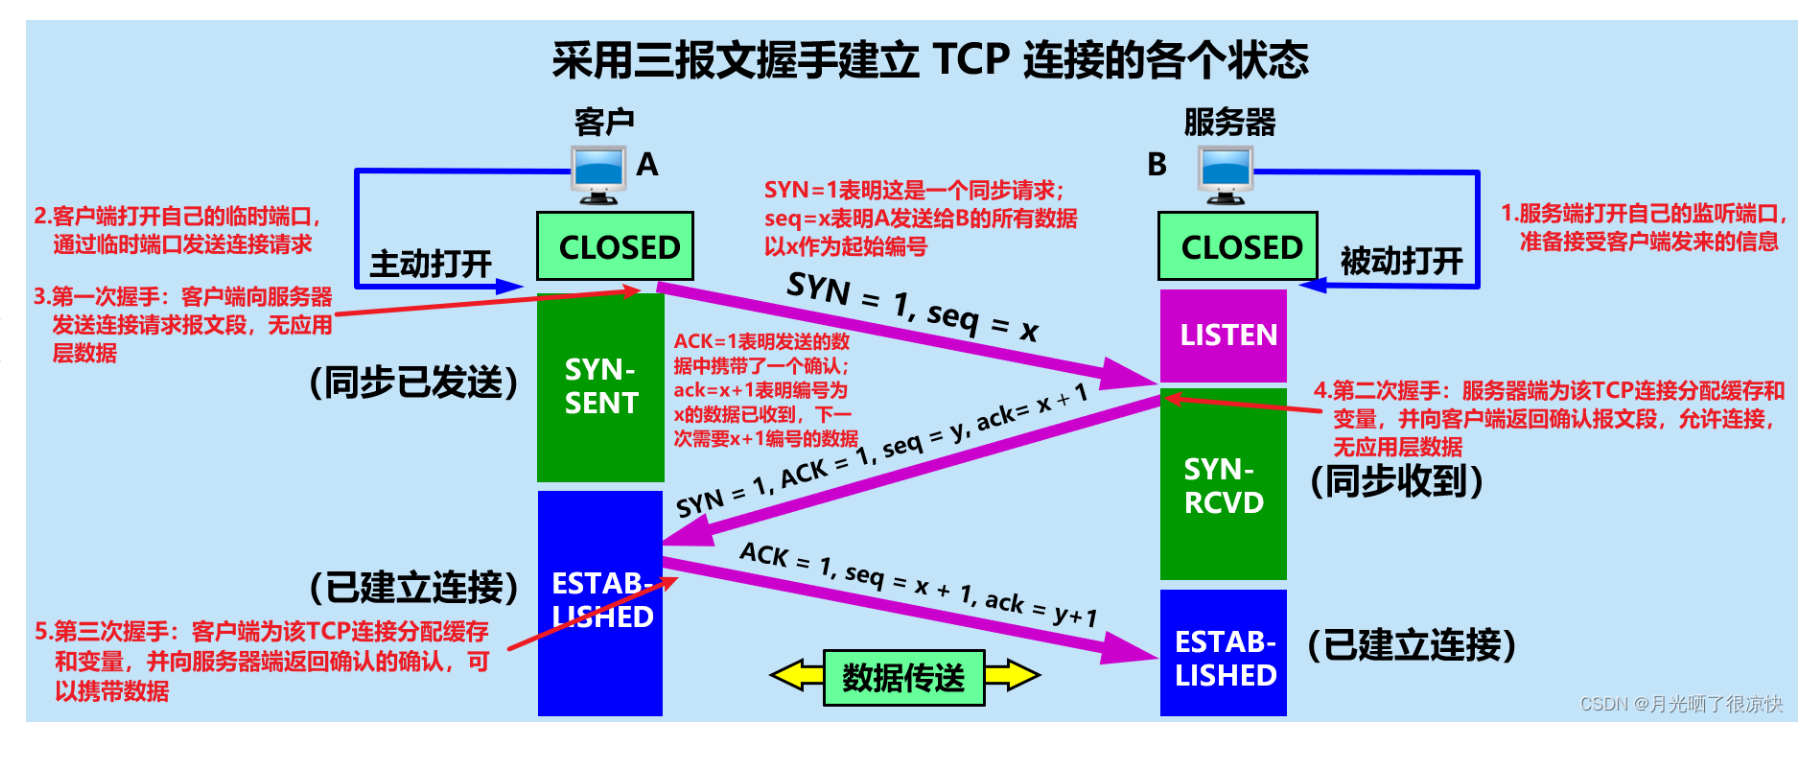 采用三报文握手建立 TCP 连接的各个状态
客户
服务器
A
B
2.客户端打开自己的临时端口，
通过临时端口发送连接请求
主动打开
CLOSED
SYN=1表明这是一个同步请求；
seq=x表明A发送给B的所有数据
以x作为起始编号
CLOSED
被动打开
1.服务端打开自己的监听端口，
准备接受客户端发来的信息
3.第一次握手：客户端向服务器
发送连接请求报文段，无应用
层数据
SYN = 1, seq = x
LISTEN
(同步已发送)
SYN-
SENT
ACK=1表明发送的数
据中携带了一个确认；
ack=x+1表明编号为
x的数据已收到，下一
次需要x+1编号的数据
4.第二次握手：服务器端为该TCP连接分配缓存和
变量，并向客户端返回确认报文段，允许连接，
无应用层数据
SYN = 1, ACK = 1, seq = y, ack= x + 1
SYN-
RCVD
(同步收到)
(已建立连接)
ESTAB-
LISHED
ACK = 1, seq = x + 1, ack = y+1
5.第三次握手：客户端为该TCP连接分配缓存
和变量，并向服务器端返回确认的确认，可
以携带数据
数据传送
ESTAB-
LISHED
(已建立连接)
CSDN @月光晒了很凉快